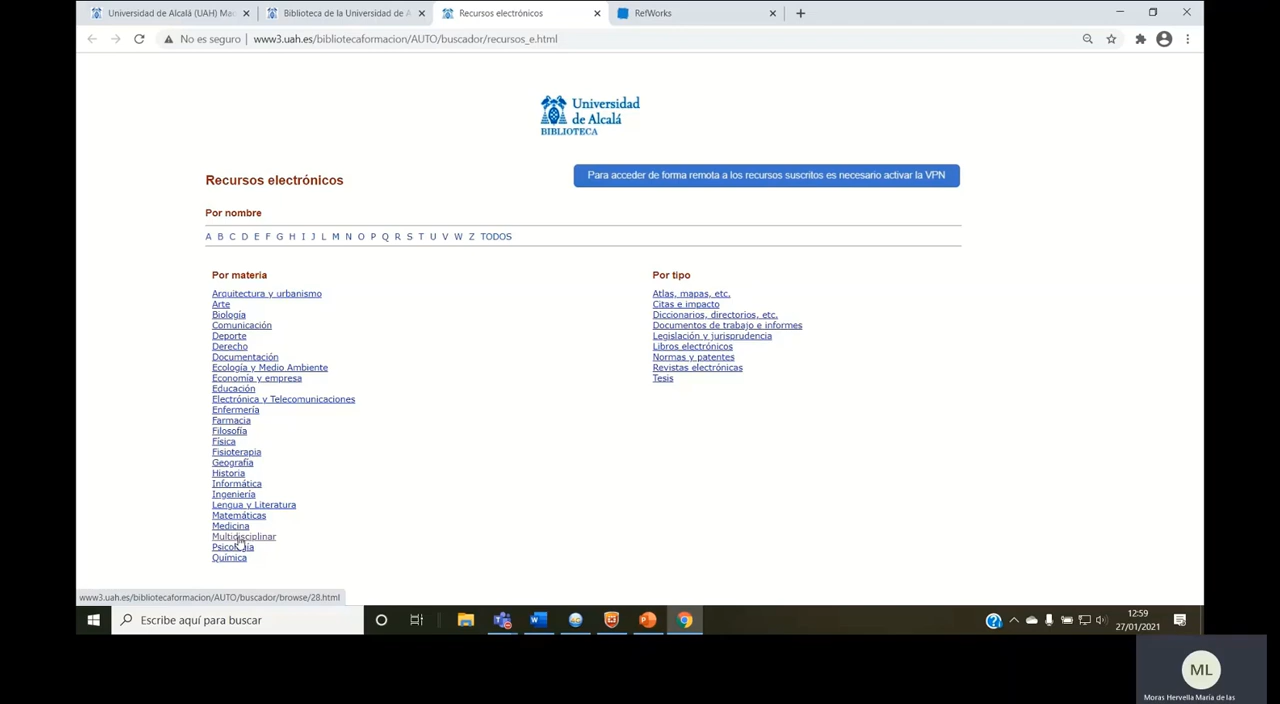 Universidad de Alcalá (UAH) Ma
Biblioteca de la Universidad de A
Recursos electrónicos
RefWorks
No es seguro
www3.uah.es/bibliotecaformacion/AUTO/buscador/recursos_e.html
Universidad
de Alcalá
BIBLIOTECA
Recursos electrónicos
Para acceder de forma remota a los recursos suscritos es necesario activar la VPN
Por nombre
A B C D E F G H I J L M N O P Q R S T U V W Z TODOS
Por materia
Arquitectura y urbanismo
Arte
Biología
Comunicación
Deporte
Derecho
Documentación
Ecología y Medio Ambiente
Economía y empresa
Educación
Electrónica y Telecomunicaciones
Enfermería
Farmacia
Filosofía
Física
Fisioterapia
Geografía
Historia
Informática
Ingeniería
Lengua y Literatura
Matemáticas
Medicina
Multidisciplinar
Psicología
Química
Por tipo
Atlas, mapas, etc.
Citas e impacto
Diccionarios, directorios, etc.
Documentos de trabajo e informes
Legislación y jurisprudencia
Libros electrónicos
Normas y patentes
Revistas electrónicas
Tesis
www3.uah.es/bibliotecaformacion/AUTO/buscador/browse/28.html
Escribe aquí para buscar
12:59
27/01/2021
ML
Moras Hervella Maria de las